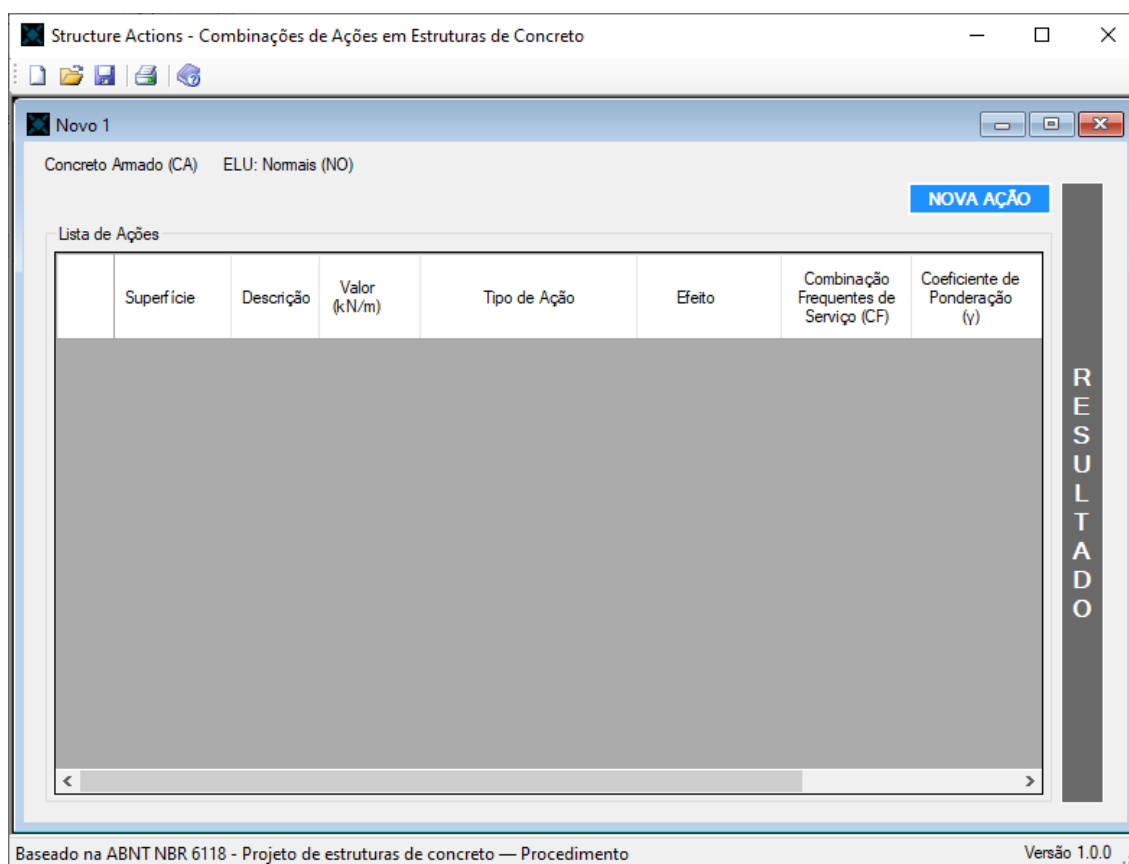 Structure Actions - Combinações de Ações em Estruturas de Concreto
Novo 1
Concreto Armado (CA) ELU: Normais (NO)
NOVA AÇÃO
Lista de Ações
Superfície
Descrição
Valor
(kN/m)
Tipo de Ação
Efeito
Combinação
Frequentes de
Serviço (CF)
Coeficiente de
Ponderação
(γ)
R
E
S
U
L
T
A
D
O
Baseado na ABNT NBR 6118 - Projeto de estruturas de concreto — Procedimento
Versão 1.0.0